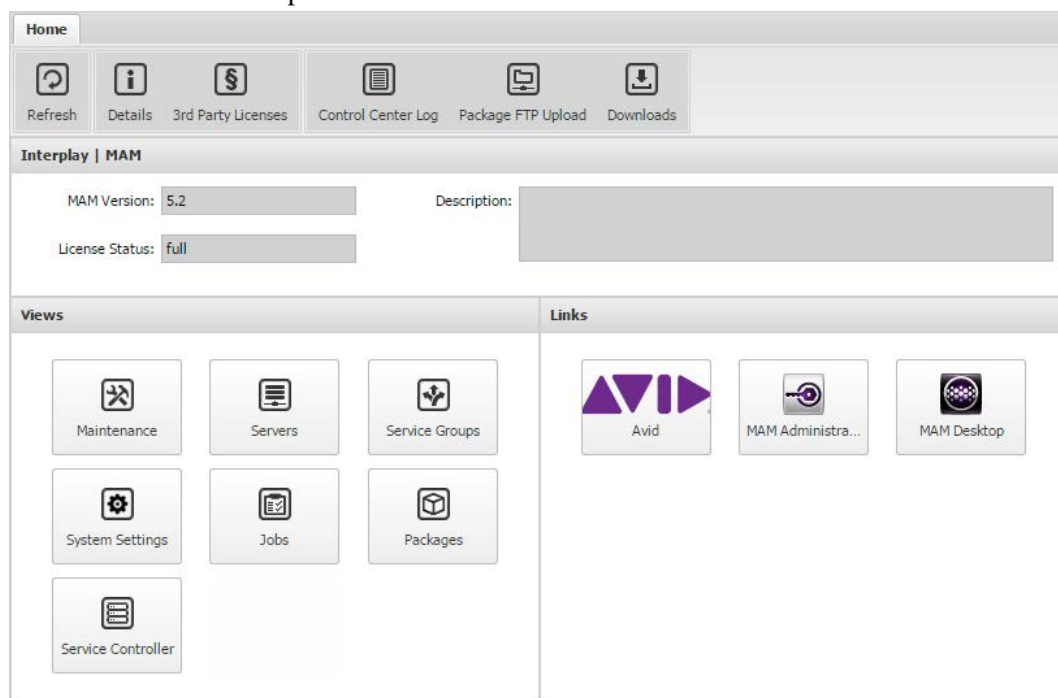 Home
Refresh Details 3rd Party Licenses Control Center Log Package FTP Upload Downloads
Interplay | MAM
MAM Version: 5.2 Description:
License Status: full
Views Links
Maintenance Servers Service Groups AVID Avid MAM Administra... MAM Desktop
System Settings Jobs Packages
Service Controller